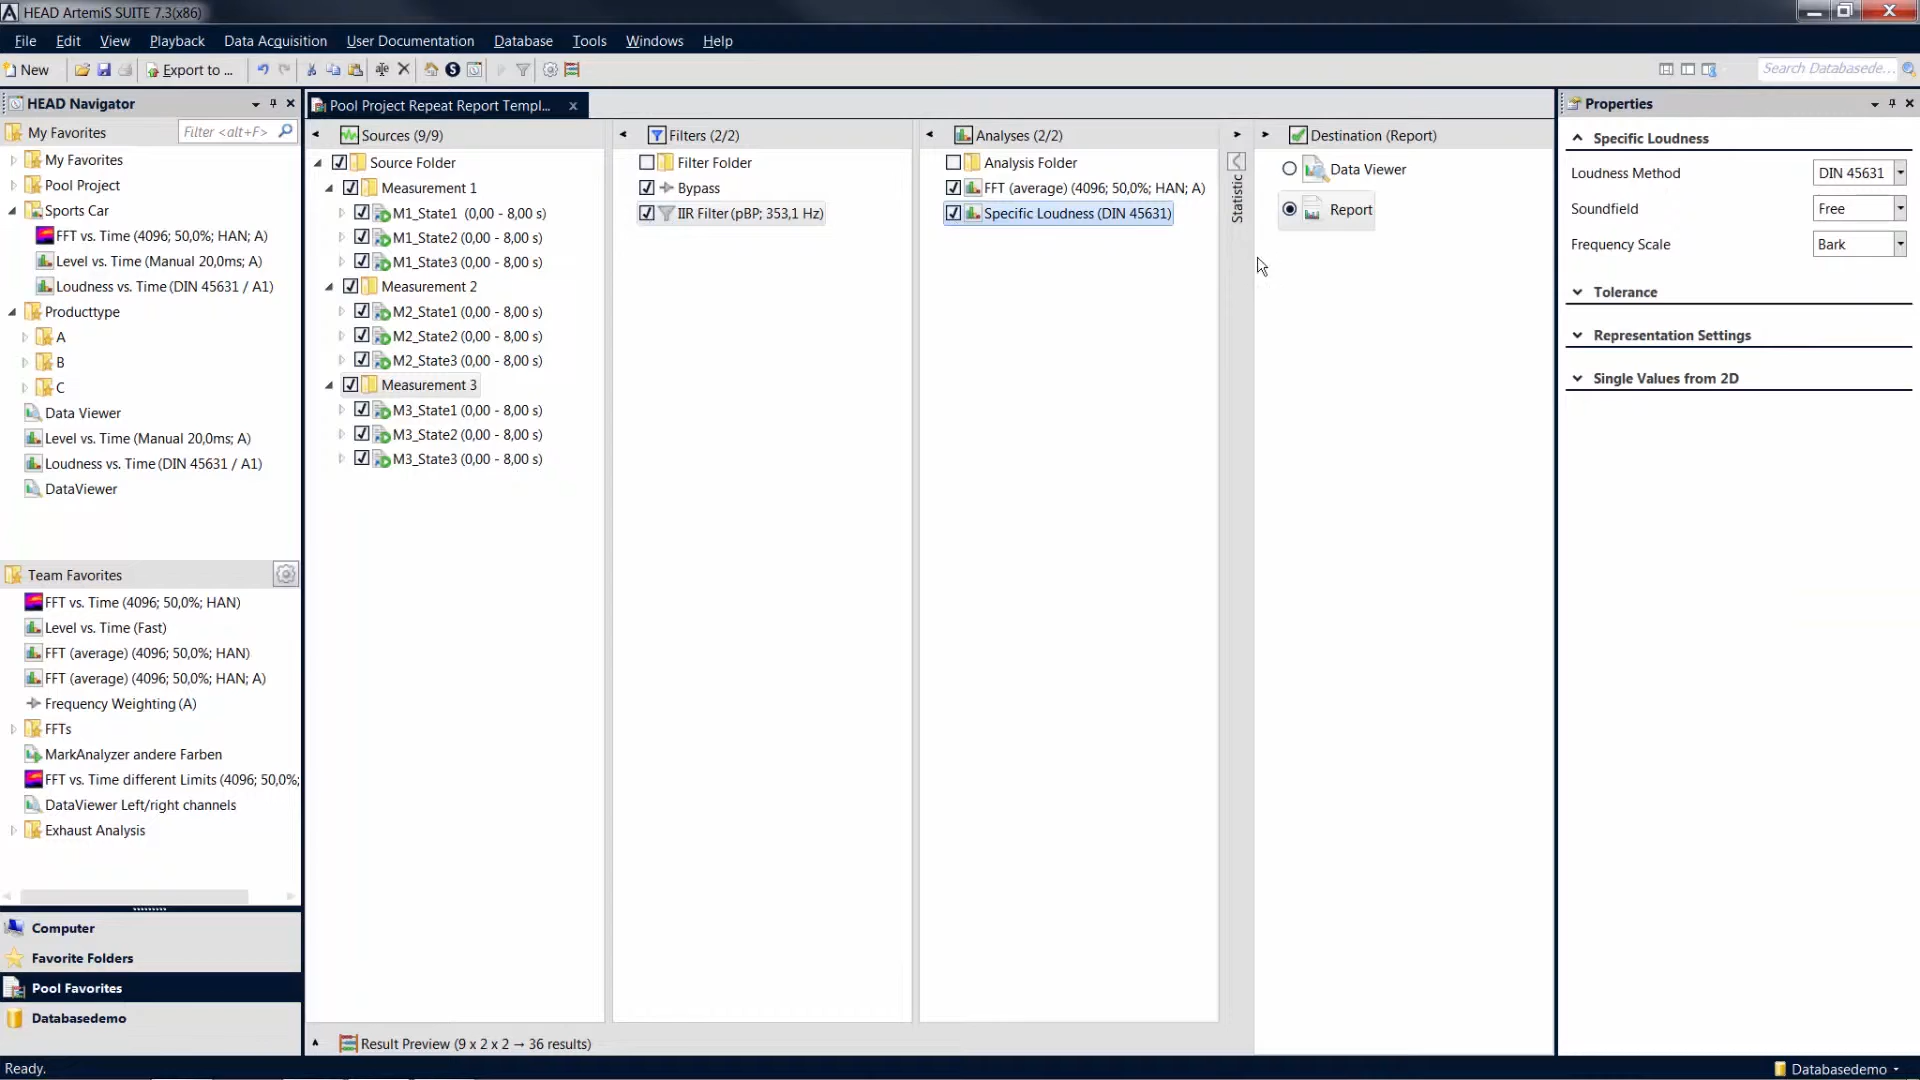 HEAD ArtemiS SUITE 7.3(x86)
File Edit View Playback Data Acquisition User Documentation Database Tools Windows Help
New Export to ... Search Databasede...
HEAD Navigator
My Favorites Filter <alt+F>
My Favorites
Pool Project
Sports Car
FFT vs. Time (4096; 50,0%; HAN; A)
Level vs. Time (Manual 20,0ms; A)
Loudness vs. Time (DIN 45631 / A1)
Producttype
A
B
C
Data Viewer
Level vs. Time (Manual 20,0ms; A)
Loudness vs. Time (DIN 45631 / A1)
DataViewer
Team Favorites
FFT vs. Time (4096; 50,0%; HAN)
Level vs. Time (Fast)
FFT (average) (4096; 50,0%; HAN)
FFT (average) (4096; 50,0%; HAN; A)
Frequency Weighting (A)
FFTs
MarkAnalyzer andere Farben
FFT vs. Time different Limits (4096; 50,0%;
DataViewer Left/right channels
Exhaust Analysis
Computer
Favorite Folders
Pool Favorites
Databasedemo
Pool Project Repeat Report Templ...
Sources (9/9)
Source Folder
Measurement 1
M1_State1 (0,00 - 8,00 s)
M1_State2 (0,00 - 8,00 s)
M1_State3 (0,00 - 8,00 s)
Measurement 2
M2_State1 (0,00 - 8,00 s)
M2_State2 (0,00 - 8,00 s)
M2_State3 (0,00 - 8,00 s)
Measurement 3
M3_State1 (0,00 - 8,00 s)
M3_State2 (0,00 - 8,00 s)
M3_State3 (0,00 - 8,00 s)
Filters (2/2)
Filter Folder
Bypass
IIR Filter (pBP; 353,1 Hz)
Analyses (2/2)
Analysis Folder
FFT (average) (4096; 50,0%; HAN; A)
Specific Loudness (DIN 45631)
Statistic
Destination (Report)
Data Viewer
Report
Result Preview (9 x 2 x 2 → 36 results)
Properties
Specific Loudness
Loudness Method DIN 45631
Soundfield Free
Frequency Scale Bark
Tolerance
Representation Settings
Single Values from 2D
Ready. Databasedemo